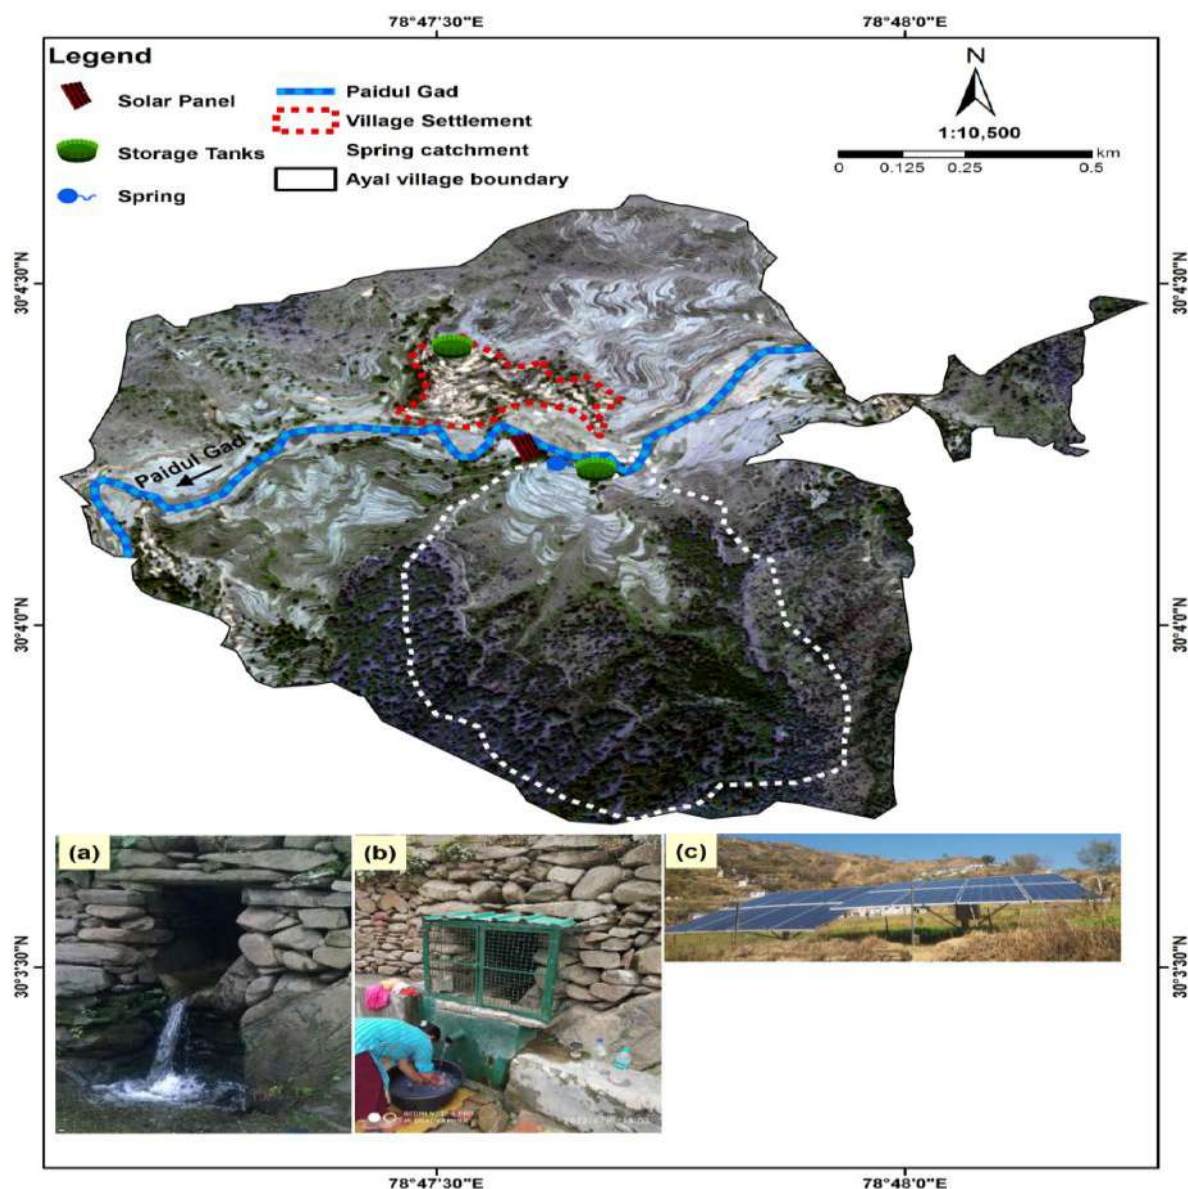 78°47'30"E
78°48'0"E
Legend
Solar Panel
Storage Tanks
Spring
Paidul Gad
Village Settlement
Spring catchment
Ayal village boundary
N
1:10,500
km
0
0.125
0.25
0.5
30°4'30"N
30°4'30"N
Paidul Gad
30°4'0"N
30°4'0"N
(a)
(b)
(c)
30°3'30"N
30°3'30"N
78°47'30"E
78°48'0"E